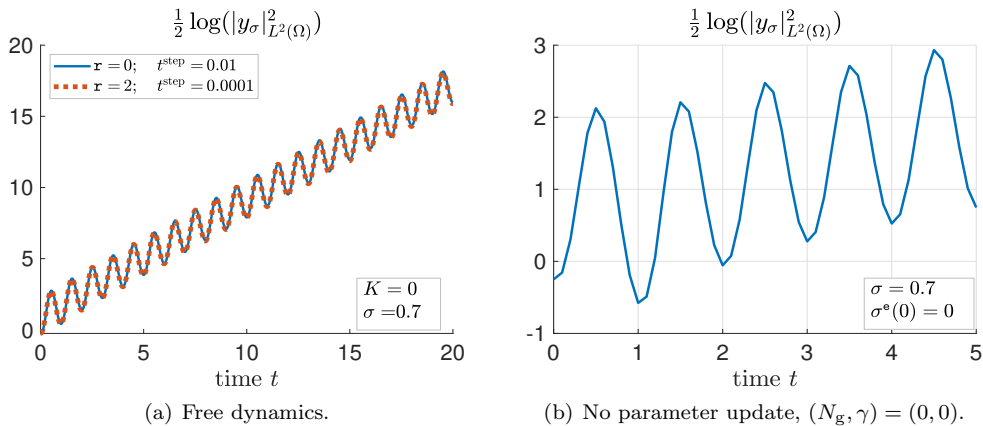 ½ log(|yσ|²_{L²(Ω)})
20
15
10
5
0
r = 0; t^step = 0.01
r = 2; t^step = 0.0001
K = 0
σ = 0.7
0 5 10 15 20
time t
(a) Free dynamics.
½ log(|yσ|²_{L²(Ω)})
3
2
1
0
-1
σ = 0.7
σ^e(0) = 0
0 1 2 3 4 5
time t
(b) No parameter update, (N_g, γ) = (0, 0).